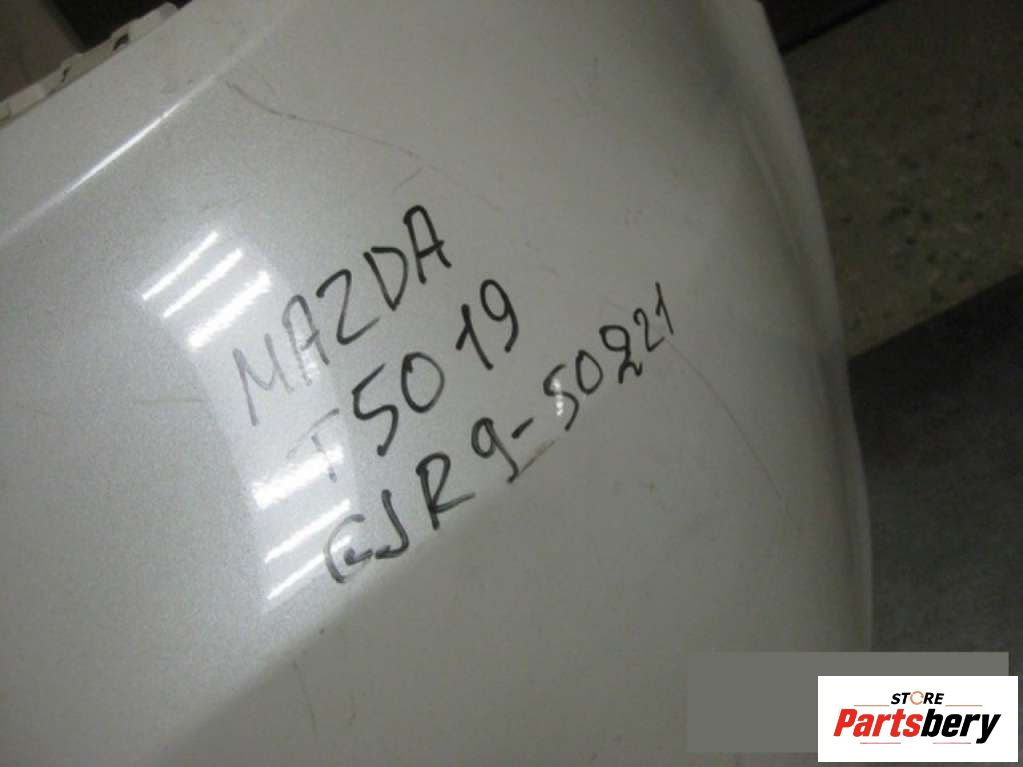 MAZDA
T5019
GJR9-50221
STORE
Partsbery